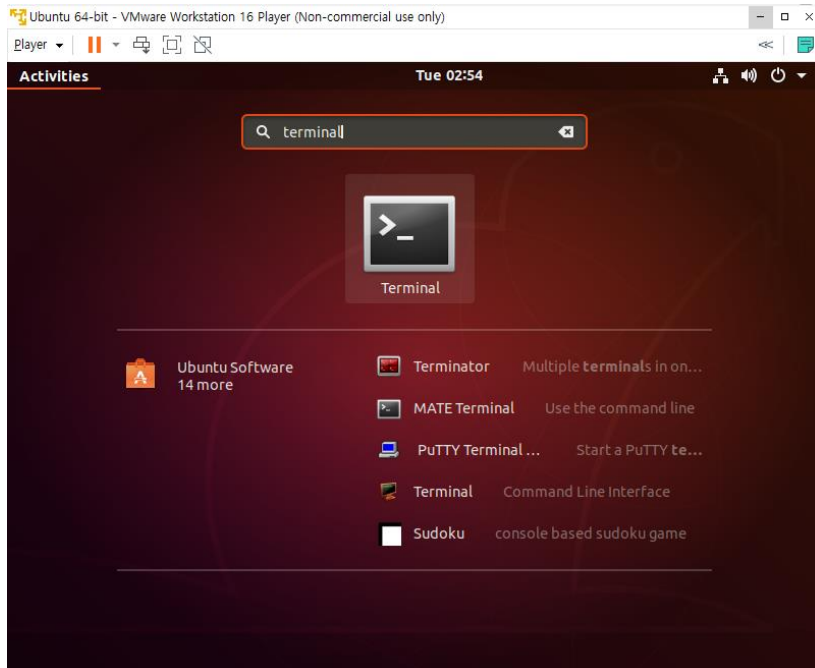 Ubuntu 64-bit - VMware Workstation 16 Player (Non-commercial use only)
Player
Activities
Tue 02:54
terminal
Terminal
Ubuntu Software
14 more
Terminator Multiple terminals in on...
MATE Terminal Use the command line
PuTTY Terminal ... Start a PuTTY te...
Terminal Command Line Interface
Sudoku console based sudoku game